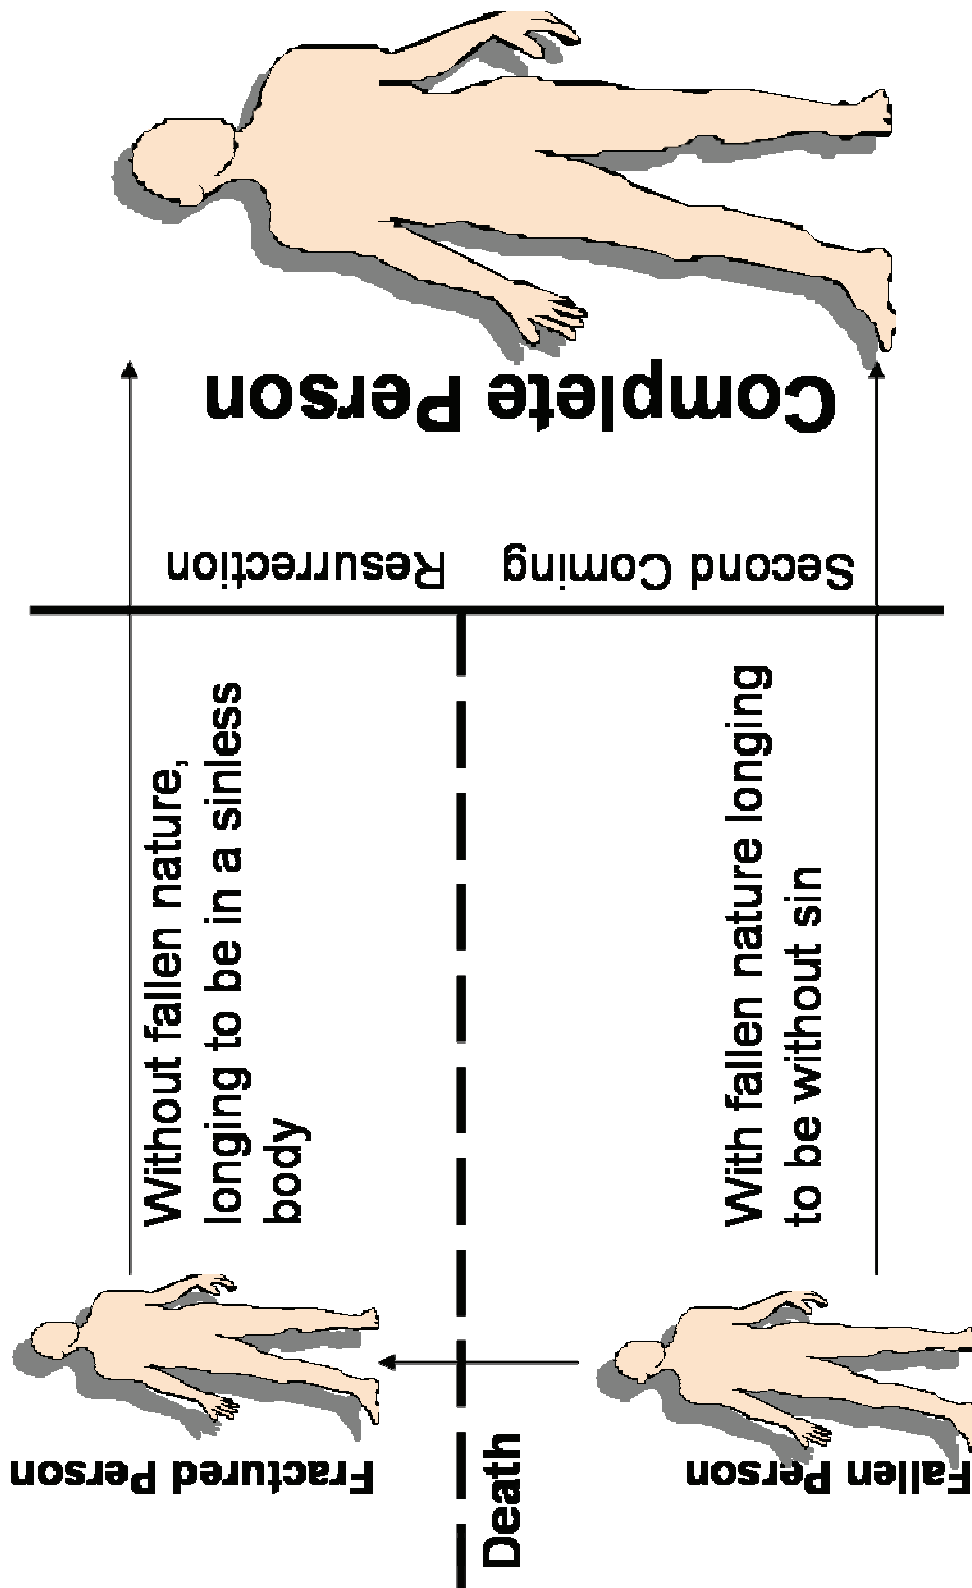 Fractured Person
Without fallen nature,
longing to be in a sinless
body
Death
Fallen Person
With fallen nature longing
to be without sin
Resurrection
Second Coming
Complete Person